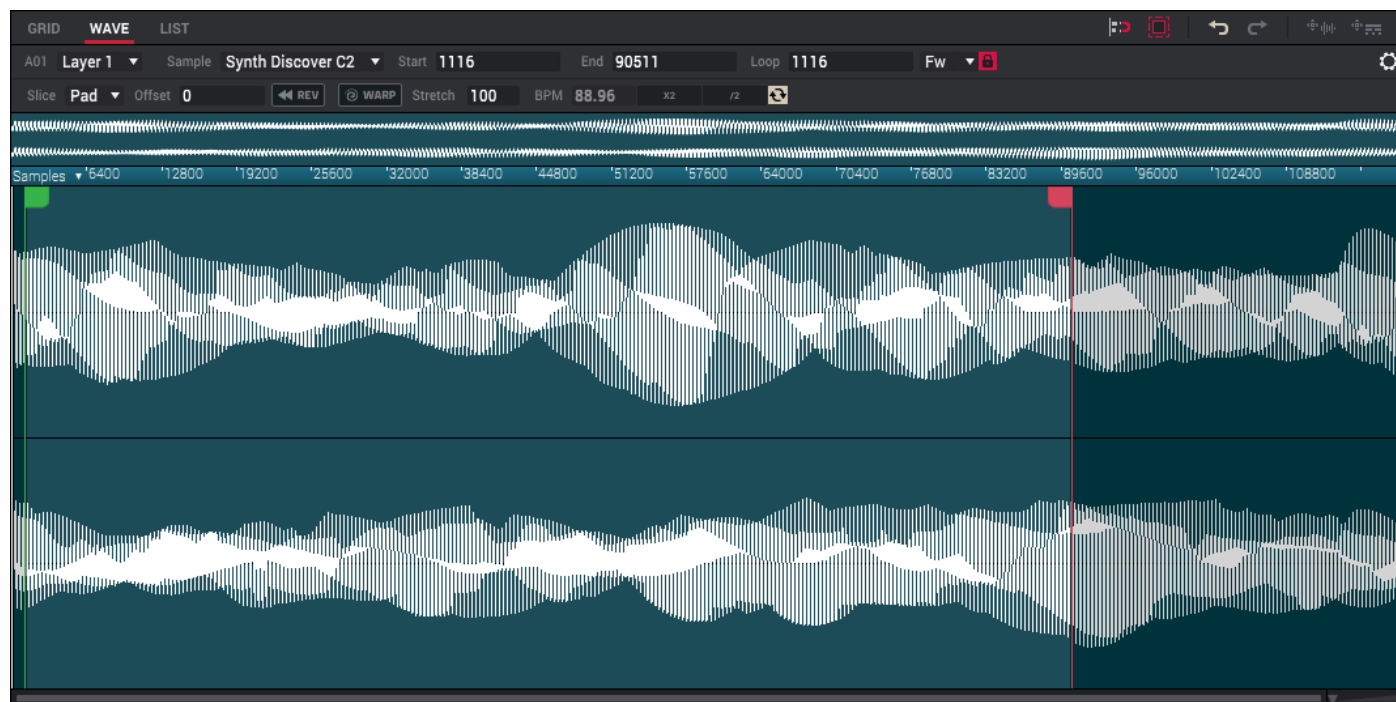 GRID WAVE LIST
A01 Layer 1 Sample Synth Discover C2 Start 1116 End 90511 Loop 1116 Fw
Slice Pad Offset 0 REV WARP Stretch 100 BPM 88.96 X2 /2
Samples 6400 12800 19200 25600 32000 38400 44800 51200 57600 64000 70400 76800 83200 89600 96000 102400 108800